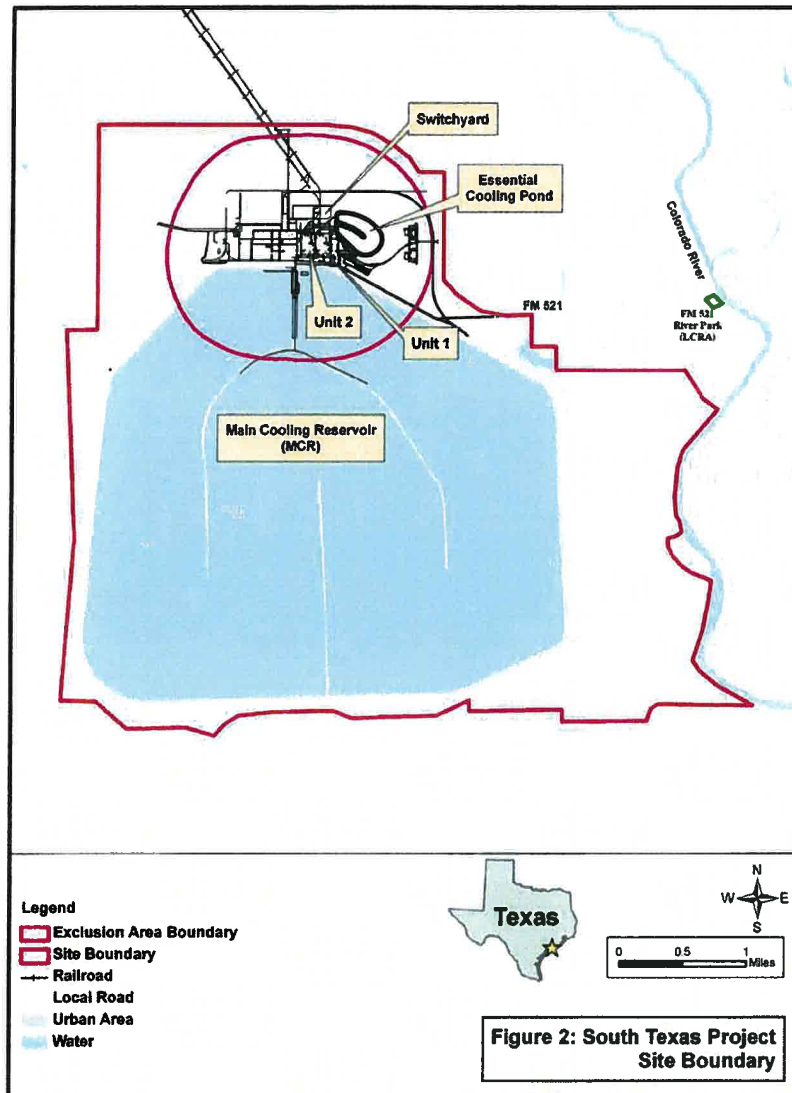 Switchyard
Essential
Cooling Pond
Colorado River
FM 521
FM 521
River Park
(LCRA)
Unit 2
Unit 1
Main Cooling Reservoir
(MCR)
Legend
Exclusion Area Boundary
Site Boundary
Railroad
Local Road
Urban Area
Water
Texas
N
W
E
S
0 0.5 1
Miles
Figure 2: South Texas Project
Site Boundary